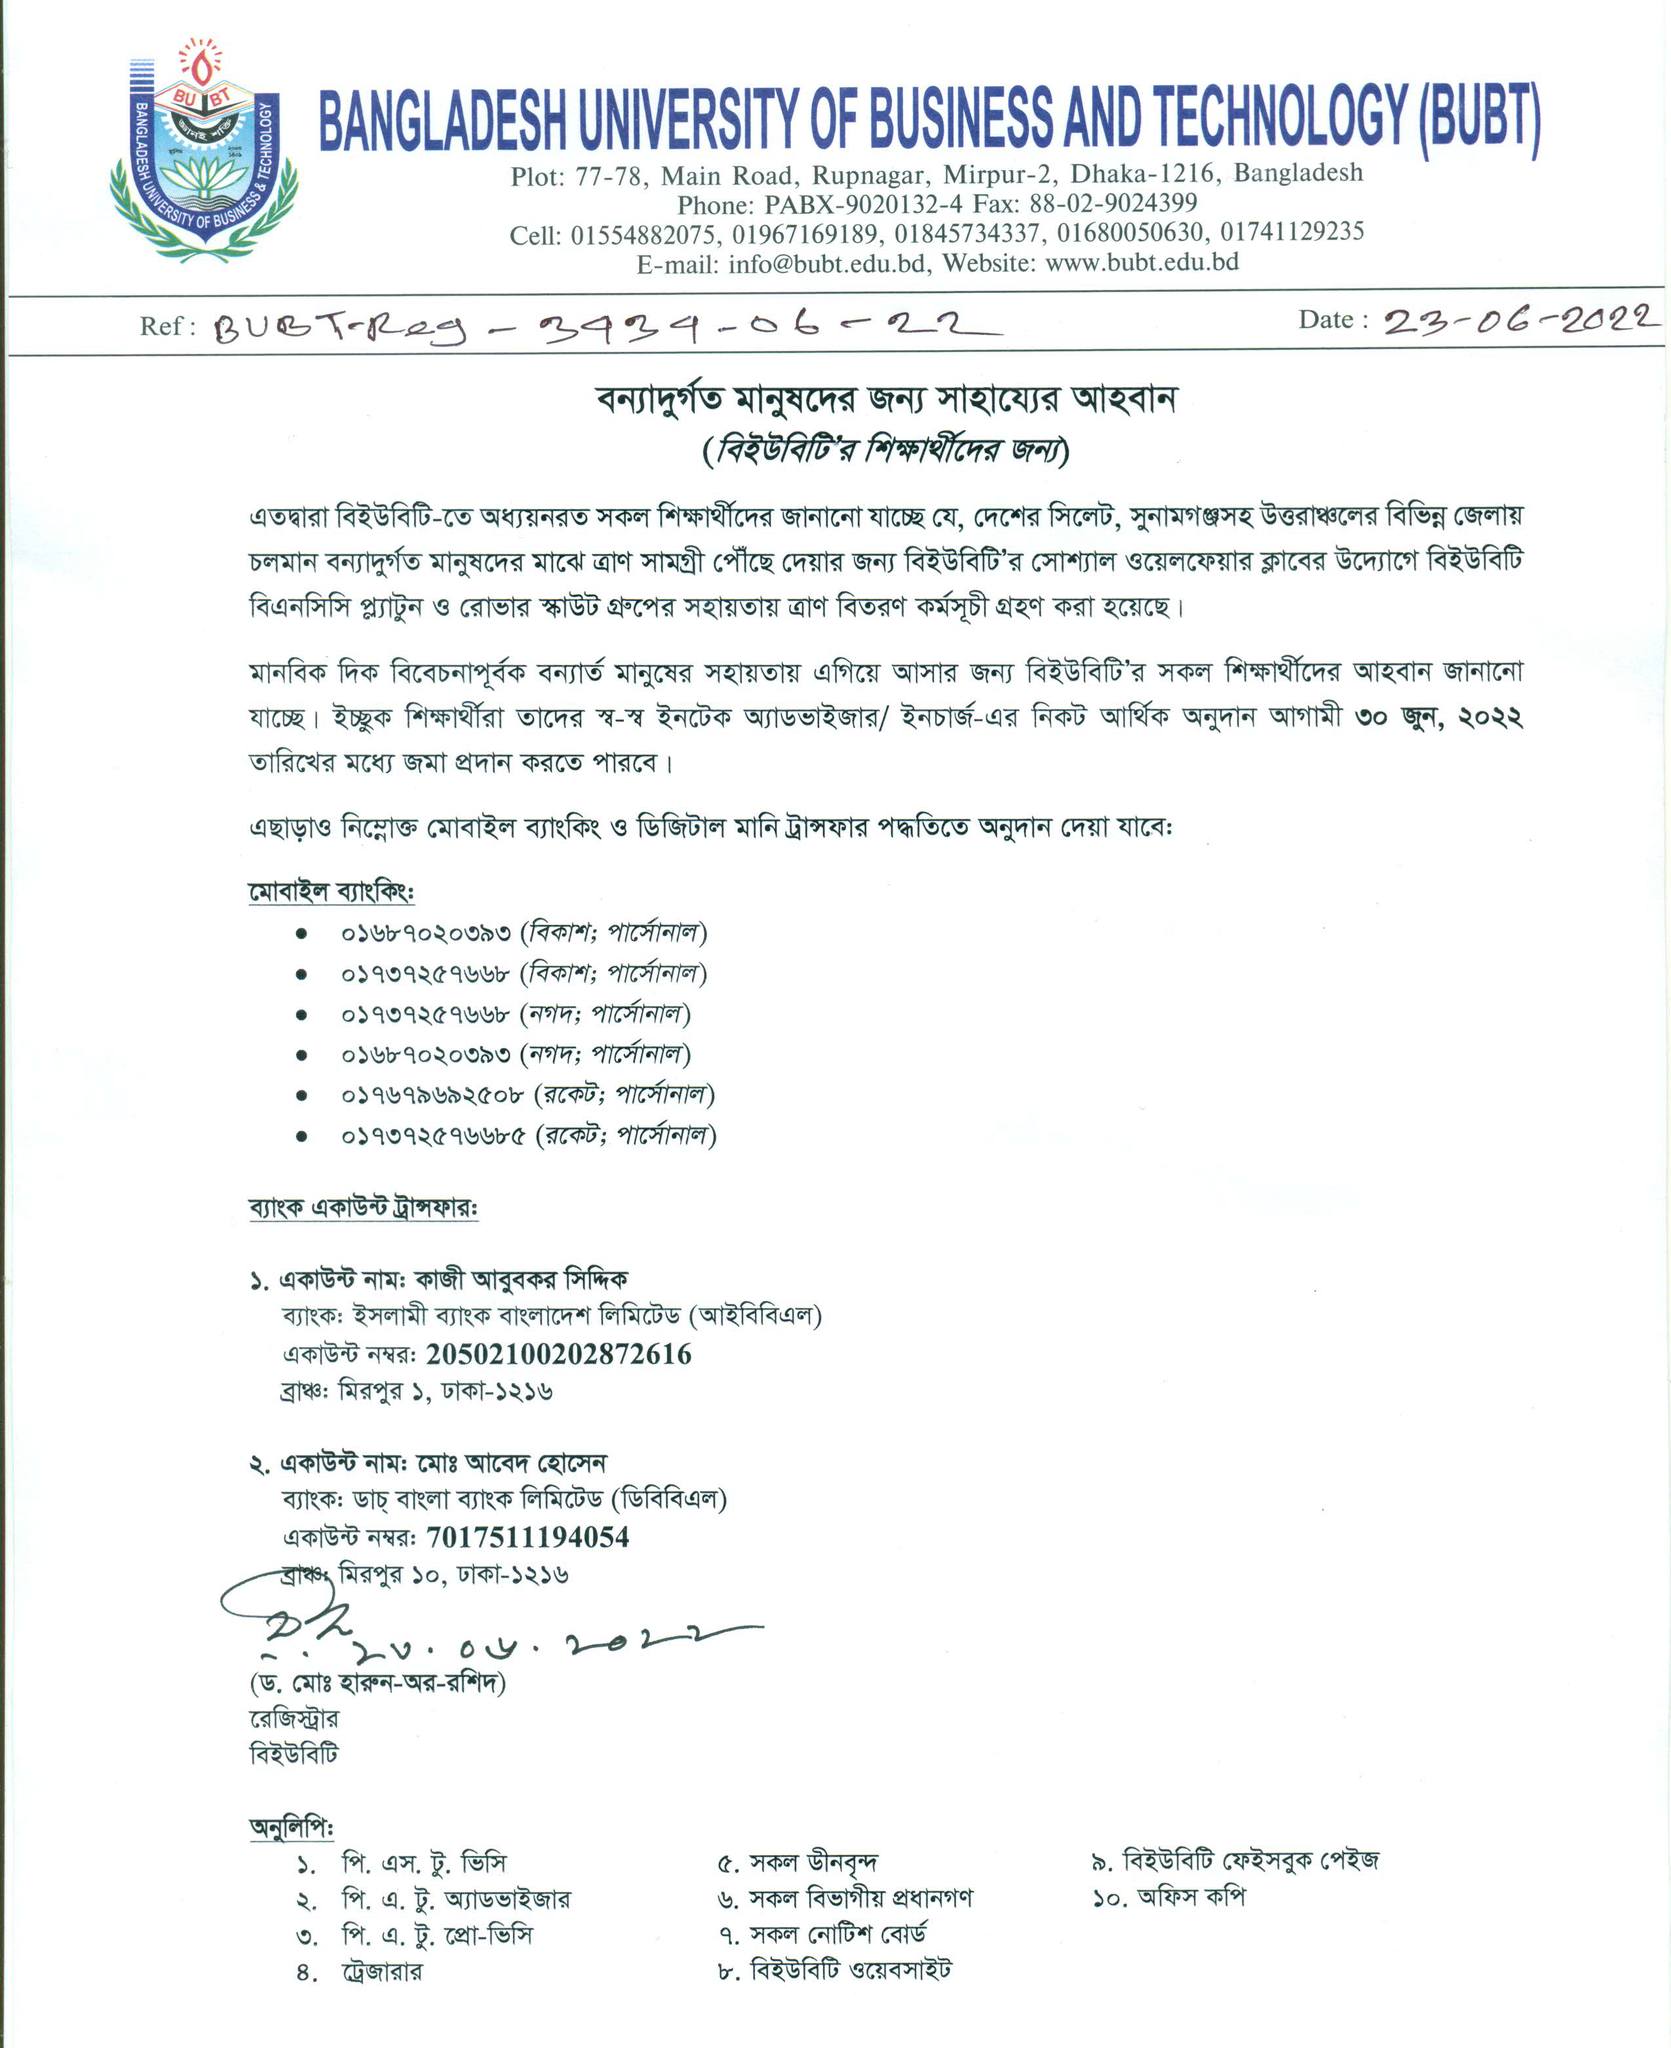 BU BT
জ্ঞানই শক্তি
BANGLADESH UNIVERSITY OF BUSINESS & TECHNOLOGY
BANGLADESH UNIVERSITY OF BUSINESS AND TECHNOLOGY (BUBT)
Plot: 77-78, Main Road, Rupnagar, Mirpur-2, Dhaka-1216, Bangladesh
Phone: PABX-9020132-4 Fax: 88-02-9024399
Cell: 01554882075, 01967169189, 01845734337, 01680050630, 01741129235
E-mail: info@bubt.edu.bd, Website: www.bubt.edu.bd
Ref : BUBT-Reg - 3434-06-22 Date : 23-06-2022
বন্যাদুর্গত মানুষদের জন্য সাহায্যের আহবান
(বিইউবিটি'র শিক্ষার্থীদের জন্য)
এতদ্বারা বিইউবিটি-তে অধ্যয়নরত সকল শিক্ষার্থীদের জানানো যাচ্ছে যে, দেশের সিলেট, সুনামগঞ্জসহ উত্তরাঞ্চলের বিভিন্ন জেলায়
চলমান বন্যাদুর্গত মানুষদের মাঝে ত্রাণ সামগ্রী পৌঁছে দেয়ার জন্য বিইউবিটি'র সোশ্যাল ওয়েলফেয়ার ক্লাবের উদ্যোগে বিইউবিটি
বিএনসিসি প্ল্যাটুন ও রোভার স্কাউট গ্রুপের সহায়তায় ত্রাণ বিতরণ কর্মসূচী গ্রহণ করা হয়েছে।
মানবিক দিক বিবেচনাপূর্বক বন্যার্ত মানুষের সহায়তায় এগিয়ে আসার জন্য বিইউবিটি'র সকল শিক্ষার্থীদের আহবান জানানো
যাচ্ছে। ইচ্ছুক শিক্ষার্থীরা তাদের স্ব-স্ব ইনটেক অ্যাডভাইজার/ ইনচার্জ-এর নিকট আর্থিক অনুদান আগামী ৩০ জুন, ২০২২
তারিখের মধ্যে জমা প্রদান করতে পারবে।
এছাড়াও নিম্নোক্ত মোবাইল ব্যাংকিং ও ডিজিটাল মানি ট্রান্সফার পদ্ধতিতে অনুদান দেয়া যাবে:
মোবাইল ব্যাংকিং:
• ০১৬৮৭০২০৩৯৩ (বিকাশ; পার্সোনাল)
• ০১৭৩৭২৫৭৬৬৮ (বিকাশ; পার্সোনাল)
• ০১৭৩৭২৫৭৬৬৮ (নগদ; পার্সোনাল)
• ০১৬৮৭০২০৩৯৩ (নগদ; পার্সোনাল)
• ০১৭৬৭৯৬৯২৫০৮ (রকেট; পার্সোনাল)
• ০১৭৩৭২৫৭৬৬৮৫ (রকেট; পার্সোনাল)
ব্যাংক একাউন্ট ট্রান্সফার:
১. একাউন্ট নাম: কাজী আবুবকর সিদ্দিক
ব্যাংক: ইসলামী ব্যাংক বাংলাদেশ লিমিটেড (আইবিবিএল)
একাউন্ট নম্বর: 20502100202872616
ব্রাঞ্চ: মিরপুর ১, ঢাকা-১২১৬
২. একাউন্ট নাম: মোঃ আবেদ হোসেন
ব্যাংক: ডাচ্ বাংলা ব্যাংক লিমিটেড (ডিবিবিএল)
একাউন্ট নম্বর: 7017511194054
ব্রাঞ্চ: মিরপুর ১০, ঢাকা-১২১৬
(ড. মোঃ হারুন-অর-রশিদ)
রেজিস্ট্রার
বিইউবিটি
অনুলিপি:
১. পি. এস. টু. ভিসি ৫. সকল ডীনবৃন্দ ৯. বিইউবিটি ফেইসবুক পেইজ
২. পি. এ. টু. অ্যাডভাইজার ৬. সকল বিভাগীয় প্রধানগণ ১০. অফিস কপি
৩. পি. এ. টু. প্রো-ভিসি ৭. সকল নোটিশ বোর্ড
৪. ট্রেজারার ৮. বিইউবিটি ওয়েবসাইট